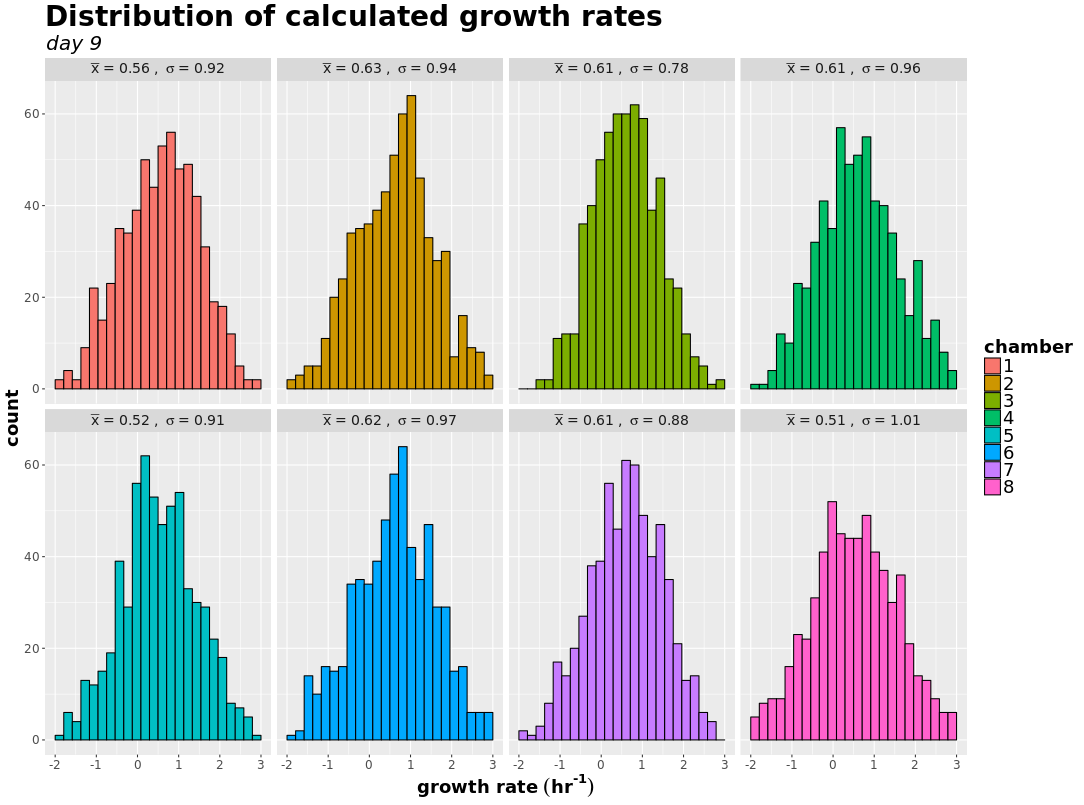 Distribution of calculated growth rates
day 9
x̅ = 0.56 , σ = 0.92
x̅ = 0.63 , σ = 0.94
x̅ = 0.61 , σ = 0.78
x̅ = 0.61 , σ = 0.96
60
40
20
0
x̅ = 0.52 , σ = 0.91
x̅ = 0.62 , σ = 0.97
x̅ = 0.61 , σ = 0.88
x̅ = 0.51 , σ = 1.01
60
40
20
0
count
-2 -1 0 1 2 3
-2 -1 0 1 2 3
-2 -1 0 1 2 3
-2 -1 0 1 2 3
growth rate (hr⁻¹)
chamber
1
2
3
4
5
6
7
8